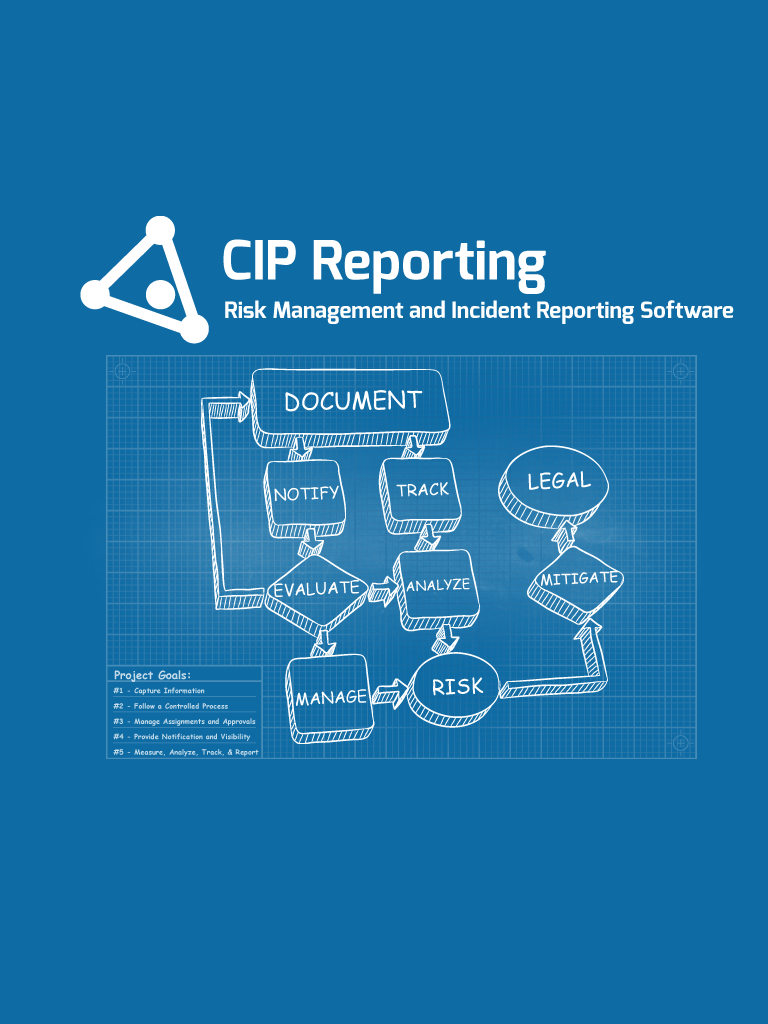 CIP Reporting
Risk Management and Incident Reporting Software
DOCUMENT
NOTIFY
TRACK
LEGAL
EVALUATE
ANALYZE
MITIGATE
MANAGE
RISK
Project Goals:
#1 - Capture Information
#2 - Follow a Controlled Process
#3 - Manage Assignments and Approvals
#4 - Provide Notification and Visibility
#5 - Measure, Analyze, Track, & Report